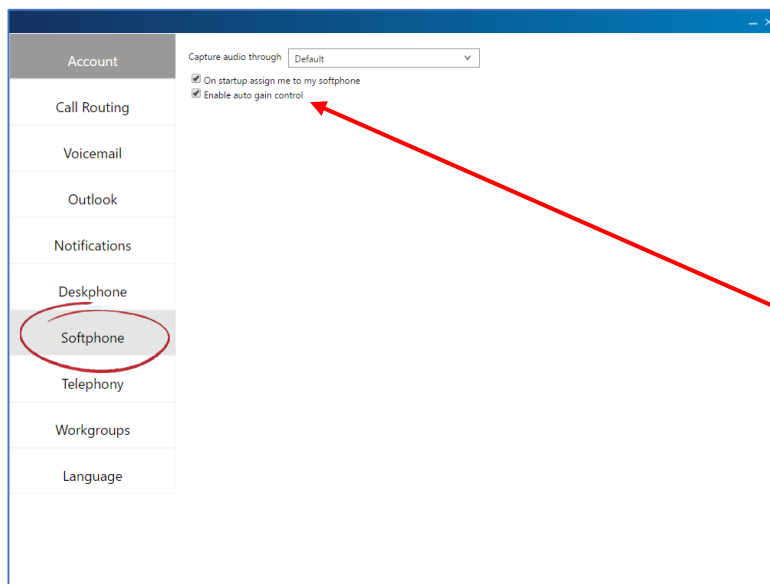 Account
Call Routing
Voicemail
Outlook
Notifications
Deskphone
Softphone
Telephony
Workgroups
Language
Capture audio through Default
On startup assign me to my softphone
Enable auto gain control